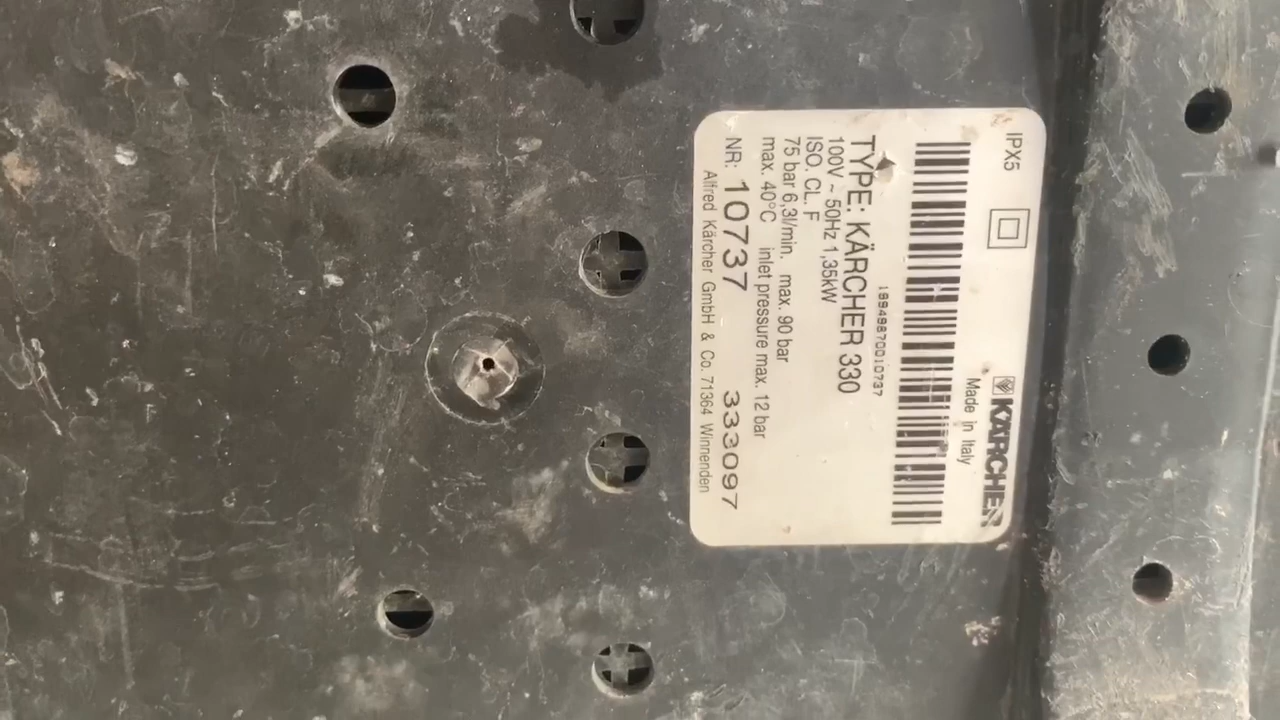 IPX5
KÄRCHER
Made in Italy
19949870010737
TYPE: KÄRCHER 330
100V ~ 50Hz 1,35kW
ISO. CL. F
75 bar 6,3l/min. max. 90 bar
max. 40°C inlet pressure max. 12 bar
NR: 10737 333097
Alfred Kärcher GmbH & Co. 71364 Winnenden